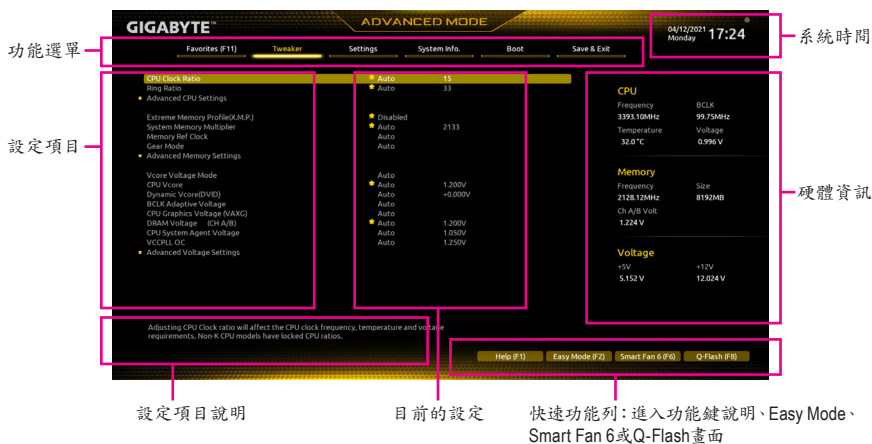 GIGABYTE™
ADVANCED MODE
04/12/2021
Monday
17:24
系統時間
功能選單
Favorites (F11) Tweaker Settings System Info. Boot Save & Exit
設定項目
CPU Clock Ratio Auto 15
Ring Ratio Auto 33
Advanced CPU Settings
Extreme Memory Profile(X.M.P.) Disabled
System Memory Multiplier Auto 2133
Memory Ref Clock Auto
Gear Mode Auto
Advanced Memory Settings
Vcore Voltage Mode Auto
CPU Vcore Auto 1.200V
Dynamic Vcore(DVID) Auto +0.000V
BCLK Adaptive Voltage Auto
CPU Graphics Voltage (VAXG) Auto
DRAM Voltage (CH A/B) Auto 1.200V
CPU System Agent Voltage Auto 1.050V
VCCPLL OC Auto 1.250V
Advanced Voltage Settings
CPU
Frequency BCLK
3393.10MHz 99.75MHz
Temperature Voltage
32.0 °C 0.996 V
Memory
Frequency Size
2128.12MHz 8192MB
Ch A/B Volt
1.224 V
Voltage
+5V +12V
5.152 V 12.024 V
硬體資訊
Adjusting CPU Clock ratio will affect the CPU clock frequency, temperature and voltage
requirements. Non-K CPU models have locked CPU ratios.
Help (F1) Easy Mode (F2) Smart Fan 6 (F6) Q-Flash (F8)
設定項目說明
目前的設定
快速功能列：進入功能鍵說明、Easy Mode、
Smart Fan 6或Q-Flash畫面